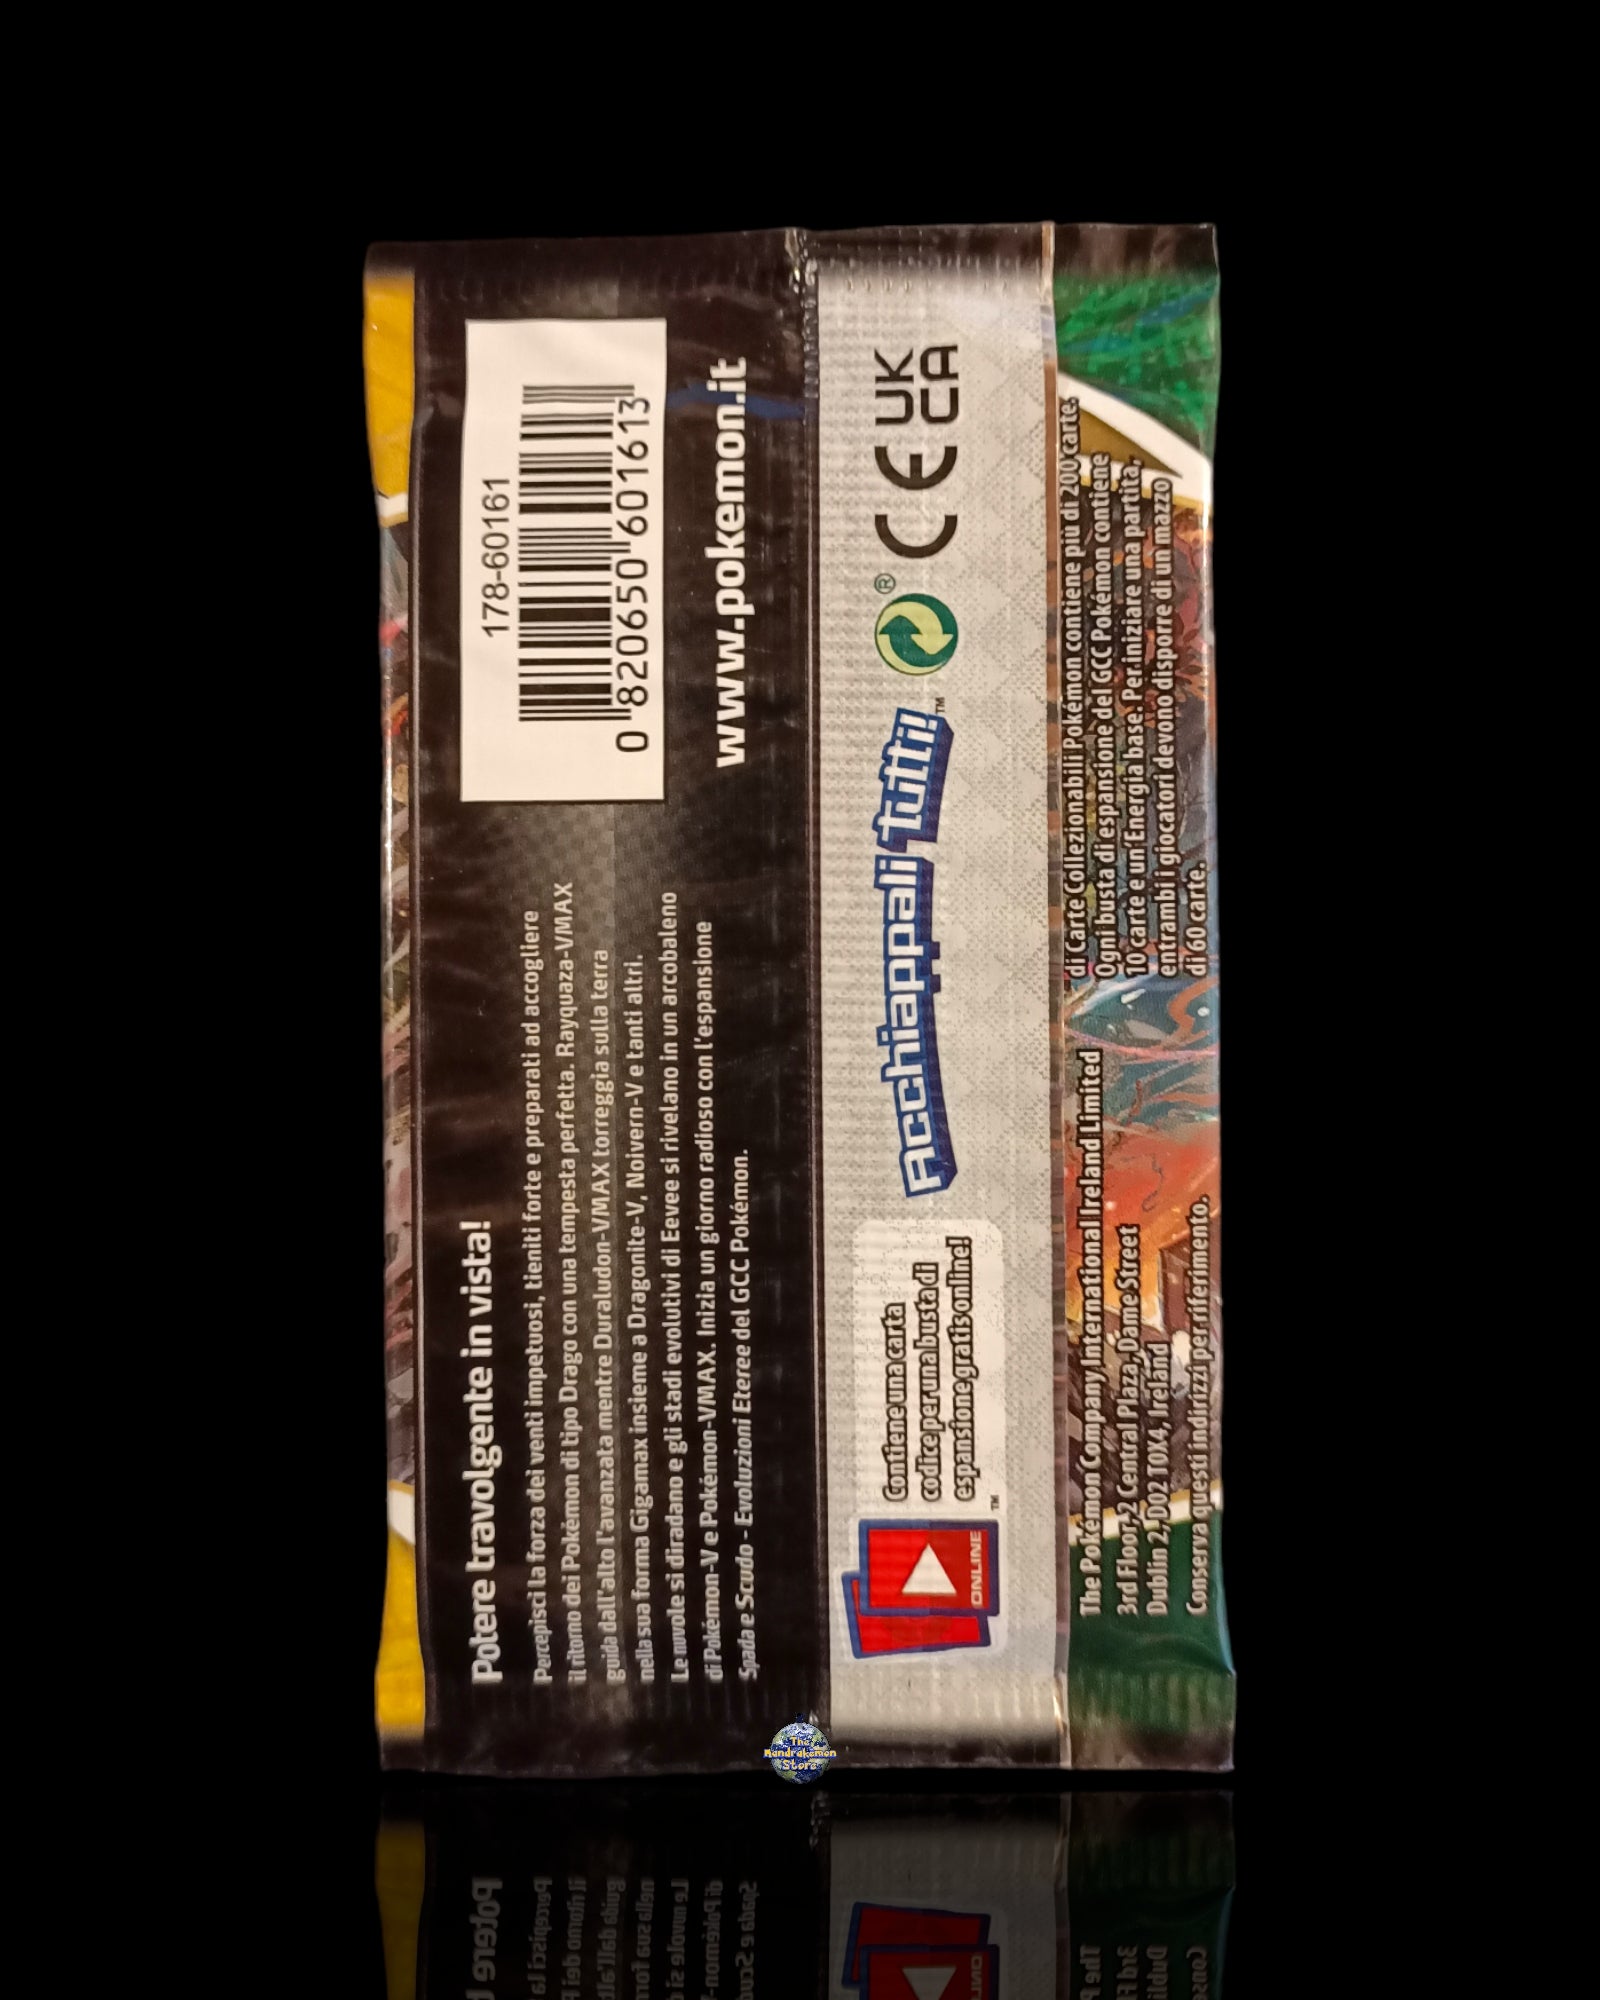 Potere travolgente in vista!
Percepisci la forza dei venti impetuosi, tieniti forte e preparati ad accogliere
il ritorno dei Pokémon di tipo Drago con una tempesta perfetta. Rayquaza-VMAX
guida dall'alto l'avanzata mentre Duraludon-VMAX torreggia sulla terra
nella sua forma Gigamax insieme a Dragonite-V, Noivern-V e tanti altri.
Le nuvole si diradano e gli stadi evolutivi di Eevee si rivelano in un arcobaleno
di Pokémon-V e Pokémon-VMAX. Inizia un giorno radioso con l'espansione
Spada e Scudo - Evoluzioni Eteree del GCC Pokémon.
178-60161
0 820650 601613
www.pokemon.it
ONLINE
™
Contiene una carta
codice per una busta di
espansione gratis online!
Acchiappali tutti!™
®
CE
UK
CA
The Pokémon Company International Ireland Limited
3rd Floor, 2 Central Plaza, Dame Street
Dublin 2, D02 T0X4, Ireland
Conserva questi indirizzi per riferimento.
di Carte Collezionabili Pokémon contiene più di 200 carte.
Ogni busta di espansione del GCC Pokémon contiene
10 carte e un'Energia base. Per iniziare una partita,
entrambi i giocatori devono disporre di un mazzo
di 60 carte.
The
Mandrakemon
Store